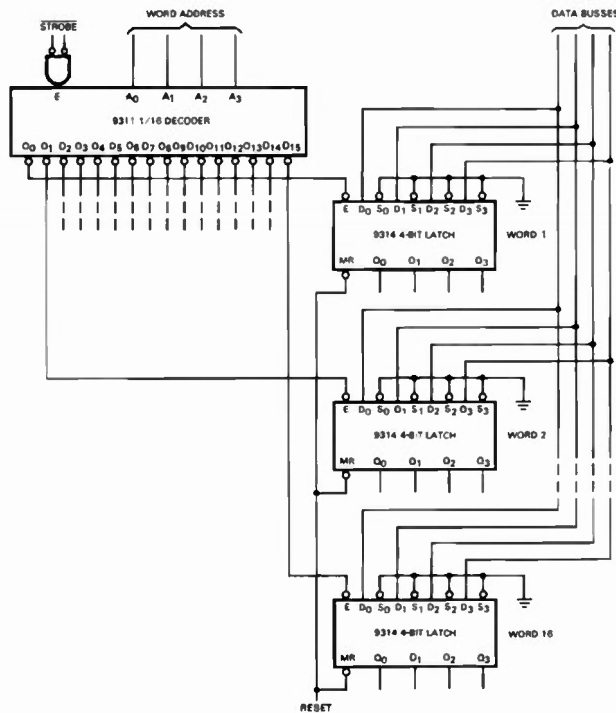 STROBE
WORD ADDRESS
DATA BUSSES
E A0 A1 A2 A3
9311 1/16 DECODER
O0 O1 O2 O3 O4 O5 O6 O7 O8 O9 O10 O11 O12 O13 O14 O15
E D0 S0 D1 S1 D2 S2 D3 S3
9314 4-BIT LATCH
WORD 1
MR Q0 Q1 Q2 Q3
E D0 S0 D1 S1 D2 S2 D3 S3
9314 4-BIT LATCH
WORD 2
MR Q0 Q1 Q2 Q3
E D0 S0 D1 S1 D2 S2 D3 S3
9314 4-BIT LATCH
WORD 16
MR Q0 Q1 Q2 Q3
RESET